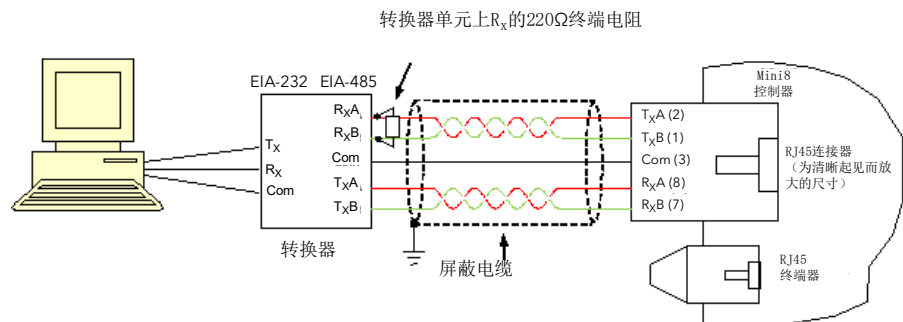 转换器单元上RX的220Ω终端电阻
EIA-232 EIA-485
TX
RX
Com
RXA
RXB
Com
TXA
TXB
转换器
屏蔽电缆
Mini8
控制器
TXA (2)
TXB (1)
Com (3)
RXA (8)
RXB (7)
RJ45连接器
（为清晰起见而放
大的尺寸）
RJ45
终端器